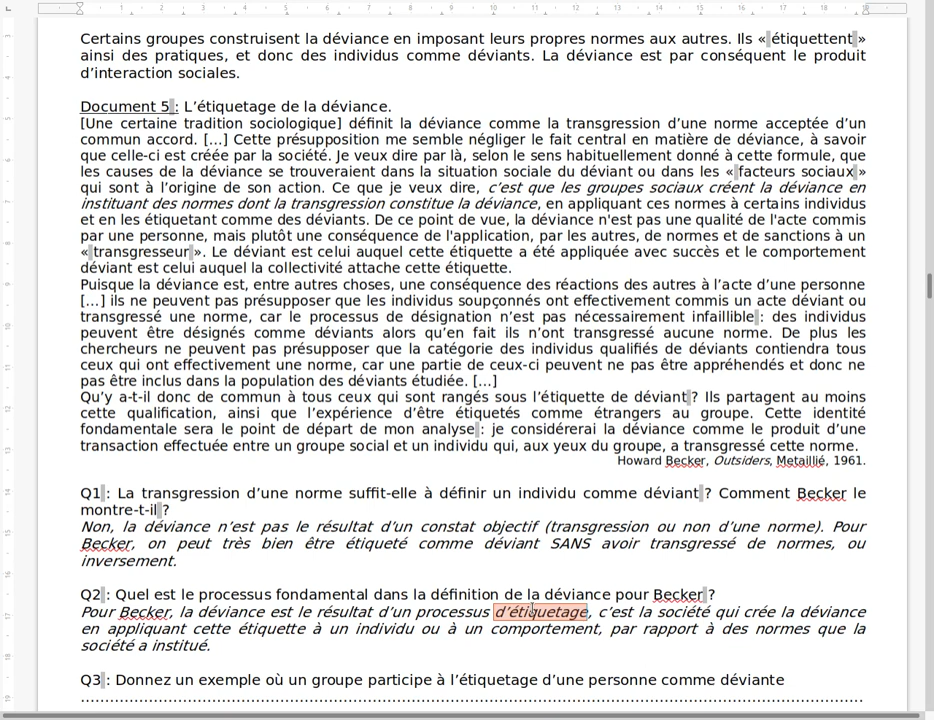 1 2 3 4 5 6 7 8 9 10 11 12 13 14 15 16 17 18 19
Certains groupes construisent la déviance en imposant leurs propres normes aux autres. Ils « étiquettent »
ainsi des pratiques, et donc des individus comme déviants. La déviance est par conséquent le produit
d’interaction sociales.
Document 5 : L’étiquetage de la déviance.
[Une certaine tradition sociologique] définit la déviance comme la transgression d’une norme acceptée d’un
commun accord. […] Cette présupposition me semble négliger le fait central en matière de déviance, à savoir
que celle-ci est créée par la société. Je veux dire par là, selon le sens habituellement donné à cette formule, que
les causes de la déviance se trouveraient dans la situation sociale du déviant ou dans les « facteurs sociaux »
qui sont à l’origine de son action. Ce que je veux dire, c’est que les groupes sociaux créent la déviance en
instituant des normes dont la transgression constitue la déviance, en appliquant ces normes à certains individus
et en les étiquetant comme des déviants. De ce point de vue, la déviance n'est pas une qualité de l'acte commis
par une personne, mais plutôt une conséquence de l'application, par les autres, de normes et de sanctions à un
« transgresseur ». Le déviant est celui auquel cette étiquette a été appliquée avec succès et le comportement
déviant est celui auquel la collectivité attache cette étiquette.
Puisque la déviance est, entre autres choses, une conséquence des réactions des autres à l’acte d’une personne
[…] ils ne peuvent pas présupposer que les individus soupçonnés ont effectivement commis un acte déviant ou
transgressé une norme, car le processus de désignation n’est pas nécessairement infaillible : des individus
peuvent être désignés comme déviants alors qu’en fait ils n’ont transgressé aucune norme. De plus les
chercheurs ne peuvent pas présupposer que la catégorie des individus qualifiés de déviants contiendra tous
ceux qui ont effectivement une norme, car une partie de ceux-ci peuvent ne pas être appréhendés et donc ne
pas être inclus dans la population des déviants étudiée. […]
Qu’y a-t-il donc de commun à tous ceux qui sont rangés sous l’étiquette de déviant ? Ils partagent au moins
cette qualification, ainsi que l’expérience d’être étiquetés comme étrangers au groupe. Cette identité
fondamentale sera le point de départ de mon analyse : je considérerai la déviance comme le produit d’une
transaction effectuée entre un groupe social et un individu qui, aux yeux du groupe, a transgressé cette norme.
Howard Becker, Outsiders, Metaillié, 1961.
Q1 : La transgression d’une norme suffit-elle à définir un individu comme déviant ? Comment Becker le
montre-t-il ?
Non, la déviance n’est pas le résultat d’un constat objectif (transgression ou non d’une norme). Pour
Becker, on peut très bien être étiqueté comme déviant SANS avoir transgressé de normes, ou
inversement.
Q2 : Quel est le processus fondamental dans la définition de la déviance pour Becker ?
Pour Becker, la déviance est le résultat d’un processus d’étiquetage, c’est la société qui crée la déviance
en appliquant cette étiquette à un individu ou à un comportement, par rapport à des normes que la
société a institué.
Q3 : Donnez un exemple où un groupe participe à l’étiquetage d’une personne comme déviante